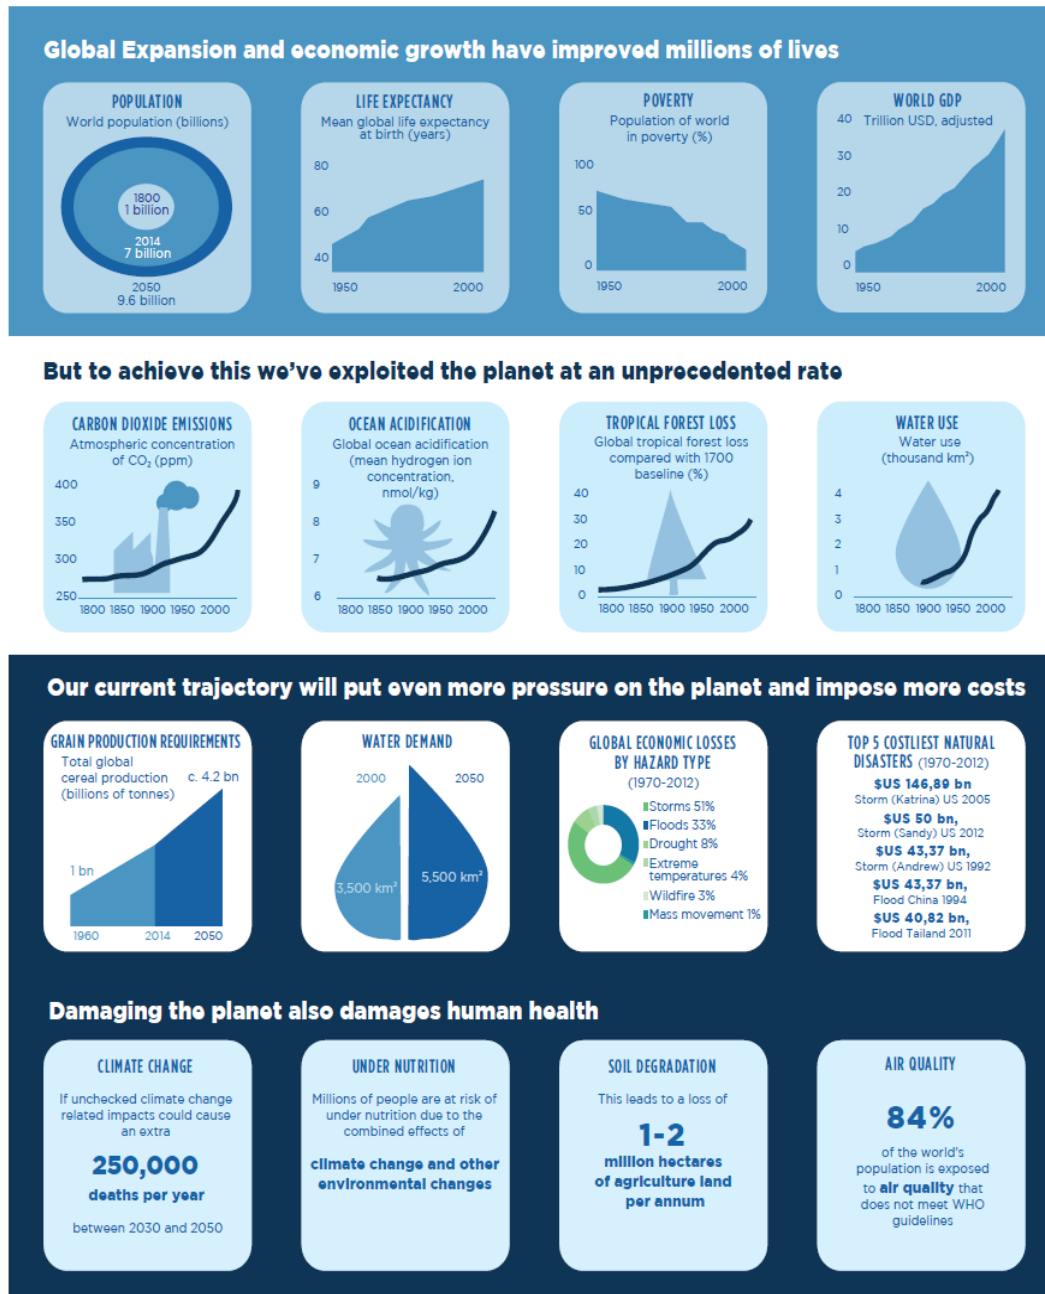 Global Expansion and economic growth have improved millions of lives
POPULATION
World population (billions)
1800
1 billion
2014
7 billion
2050
9.6 billion
LIFE EXPECTANCY
Mean global life expectancy
at birth (years)
80
60
40
1950
2000
POVERTY
Population of world
in poverty (%)
100
50
0
1950
2000
WORLD GDP
Trillion USD, adjusted
40
30
20
10
0
1950
2000
But to achieve this we've exploited the planet at an unprecedented rate
CARBON DIOXIDE EMISSIONS
Atmospheric concentration
of CO₂ (ppm)
400
350
300
250
1800 1850 1900 1950 2000
OCEAN ACIDIFICATION
Global ocean acidification
(mean hydrogen ion
concentration,
nmol/kg)
9
8
7
6
1800 1850 1900 1950 2000
TROPICAL FOREST LOSS
Global tropical forest loss
compared with 1700
baseline (%)
40
30
20
10
0
1800 1850 1900 1950 2000
WATER USE
Water use
(thousand km³)
4
3
2
1
0
1800 1850 1900 1950 2000
Our current trajectory will put even more pressure on the planet and impose more costs
GRAIN PRODUCTION REQUIREMENTS
Total global
cereal production
(billions of tonnes)
c. 4.2 bn
1 bn
1960
2014
2050
WATER DEMAND
2000
2050
3,500 km³
5,500 km³
GLOBAL ECONOMIC LOSSES
BY HAZARD TYPE
(1970-2012)
Storms 51%
Floods 33%
Drought 8%
Extreme
temperatures 4%
Wildfire 3%
Mass movement 1%
TOP 5 COSTLIEST NATURAL
DISASTERS (1970-2012)
$US 146,89 bn
Storm (Katrina) US 2005
$US 50 bn,
Storm (Sandy) US 2012
$US 43,37 bn,
Storm (Andrew) US 1992
$US 43,37 bn,
Flood China 1994
$US 40,82 bn,
Flood Tailand 2011
Damaging the planet also damages human health
CLIMATE CHANGE
If unchecked climate change
related impacts could cause
an extra
250,000
deaths per year
between 2030 and 2050
UNDER NUTRITION
Millions of people are at risk of
under nutrition due to the
combined effects of
climate change and other
environmental changes
SOIL DEGRADATION
This leads to a loss of
1-2
million hectares
of agriculture land
per annum
AIR QUALITY
84%
of the world's
population is exposed
to air quality that
does not meet WHO
guidelines